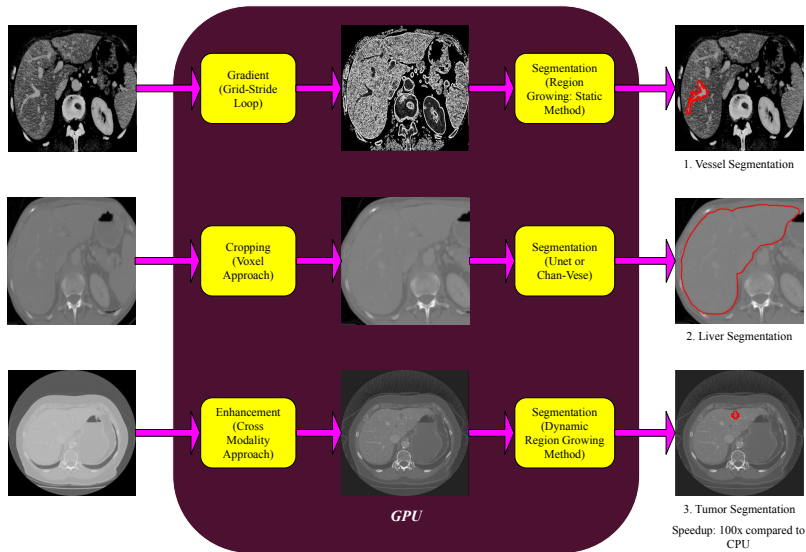 Gradient
(Grid-Stride
Loop)
Segmentation
(Region
Growing: Static
Method)
1. Vessel Segmentation
Cropping
(Voxel
Approach)
Segmentation
(Unet or
Chan-Vese)
2. Liver Segmentation
Enhancement
(Cross
Modality
Approach)
Segmentation
(Dynamic
Region Growing
Method)
3. Tumor Segmentation
Speedup: 100x compared to
CPU
GPU